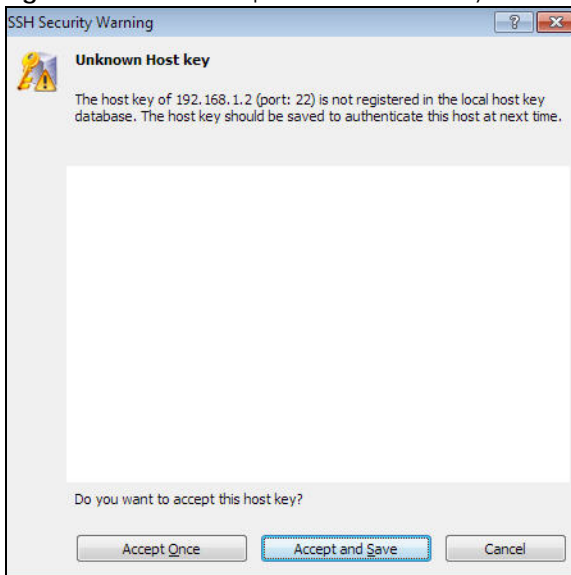 SSH Security Warning
Unknown Host key
The host key of 192.168.1.2 (port: 22) is not registered in the local host key
database. The host key should be saved to authenticate this host at next time.
Do you want to accept this host key?
Accept Once
Accept and Save
Cancel